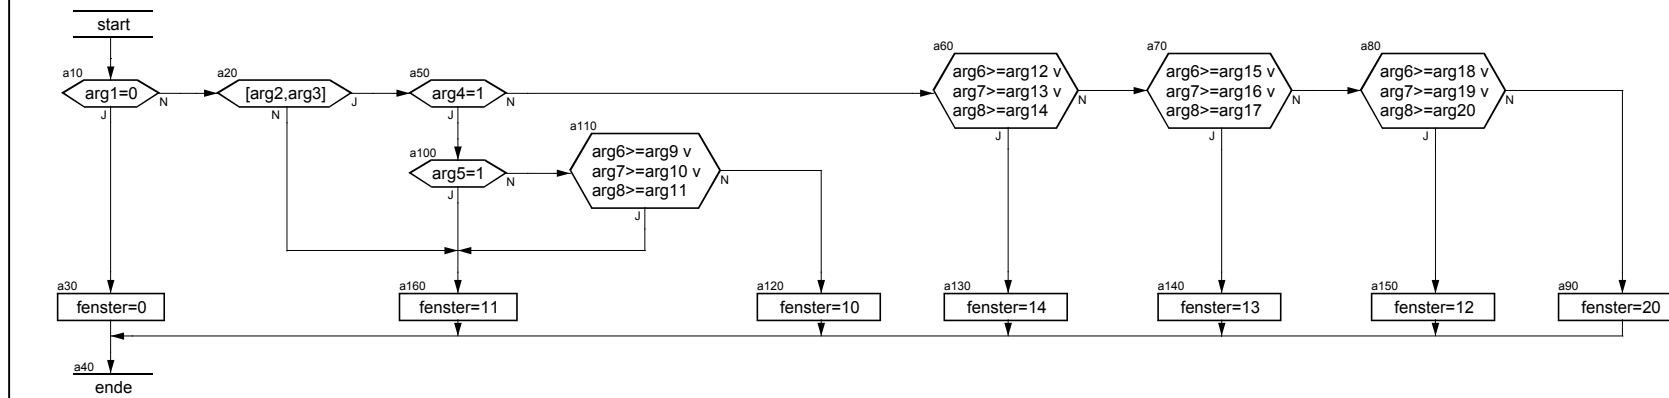 start
a10
arg1=0
N
J
a20
[arg2,arg3]
J
N
a50
arg4=1
N
J
a60
arg6>=arg12 v
arg7>=arg13 v
arg8>=arg14
N
J
a70
arg6>=arg15 v
arg7>=arg16 v
arg8>=arg17
N
J
a80
arg6>=arg18 v
arg7>=arg19 v
arg8>=arg20
N
J
a100
arg5=1
N
J
a110
arg6>=arg9 v
arg7>=arg10 v
arg8>=arg11
N
J
a30
fenster=0
a160
fenster=11
a120
fenster=10
a130
fenster=14
a140
fenster=13
a150
fenster=12
a90
fenster=20
a40
ende